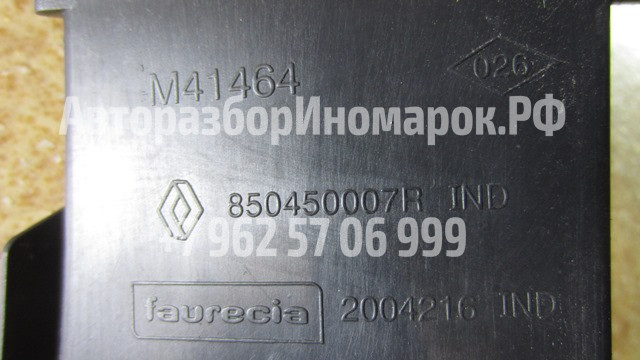 M41464 026
АвторазборИномарок.РФ
850450007R IND
+7 962 57 06 999
faurecia 2004216 IND